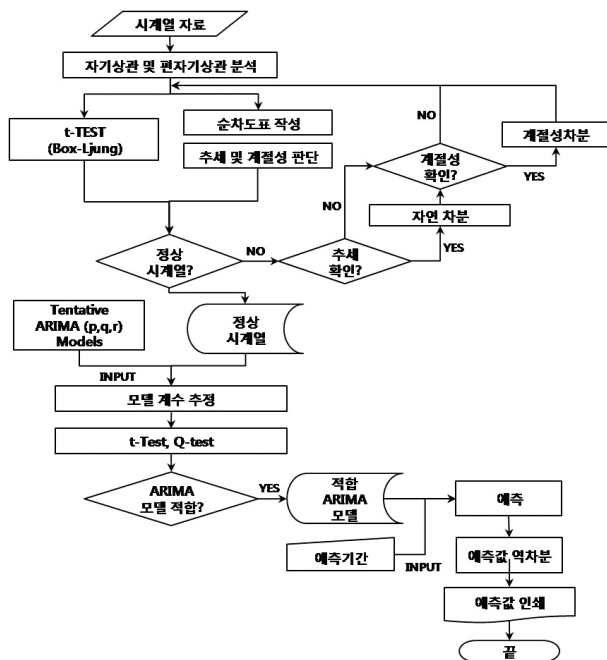 시계열 자료
자기상관 및 편자기상관 분석
t-TEST
(Box-Ljung)
순차도표 작성
추세 및 계절성 판단
NO
계절성
확인?
YES
계절성차분
NO
자연 차분
정상
시계열?
NO
추세
확인?
YES
Tentative
ARIMA (p,q,r)
Models
정상
시계열
INPUT
모델 계수 추정
t-Test, Q-test
ARIMA
모델 적합?
YES
적합
ARIMA
모델
예측
예측기간
INPUT
예측값 역차분
예측값 인쇄
끝